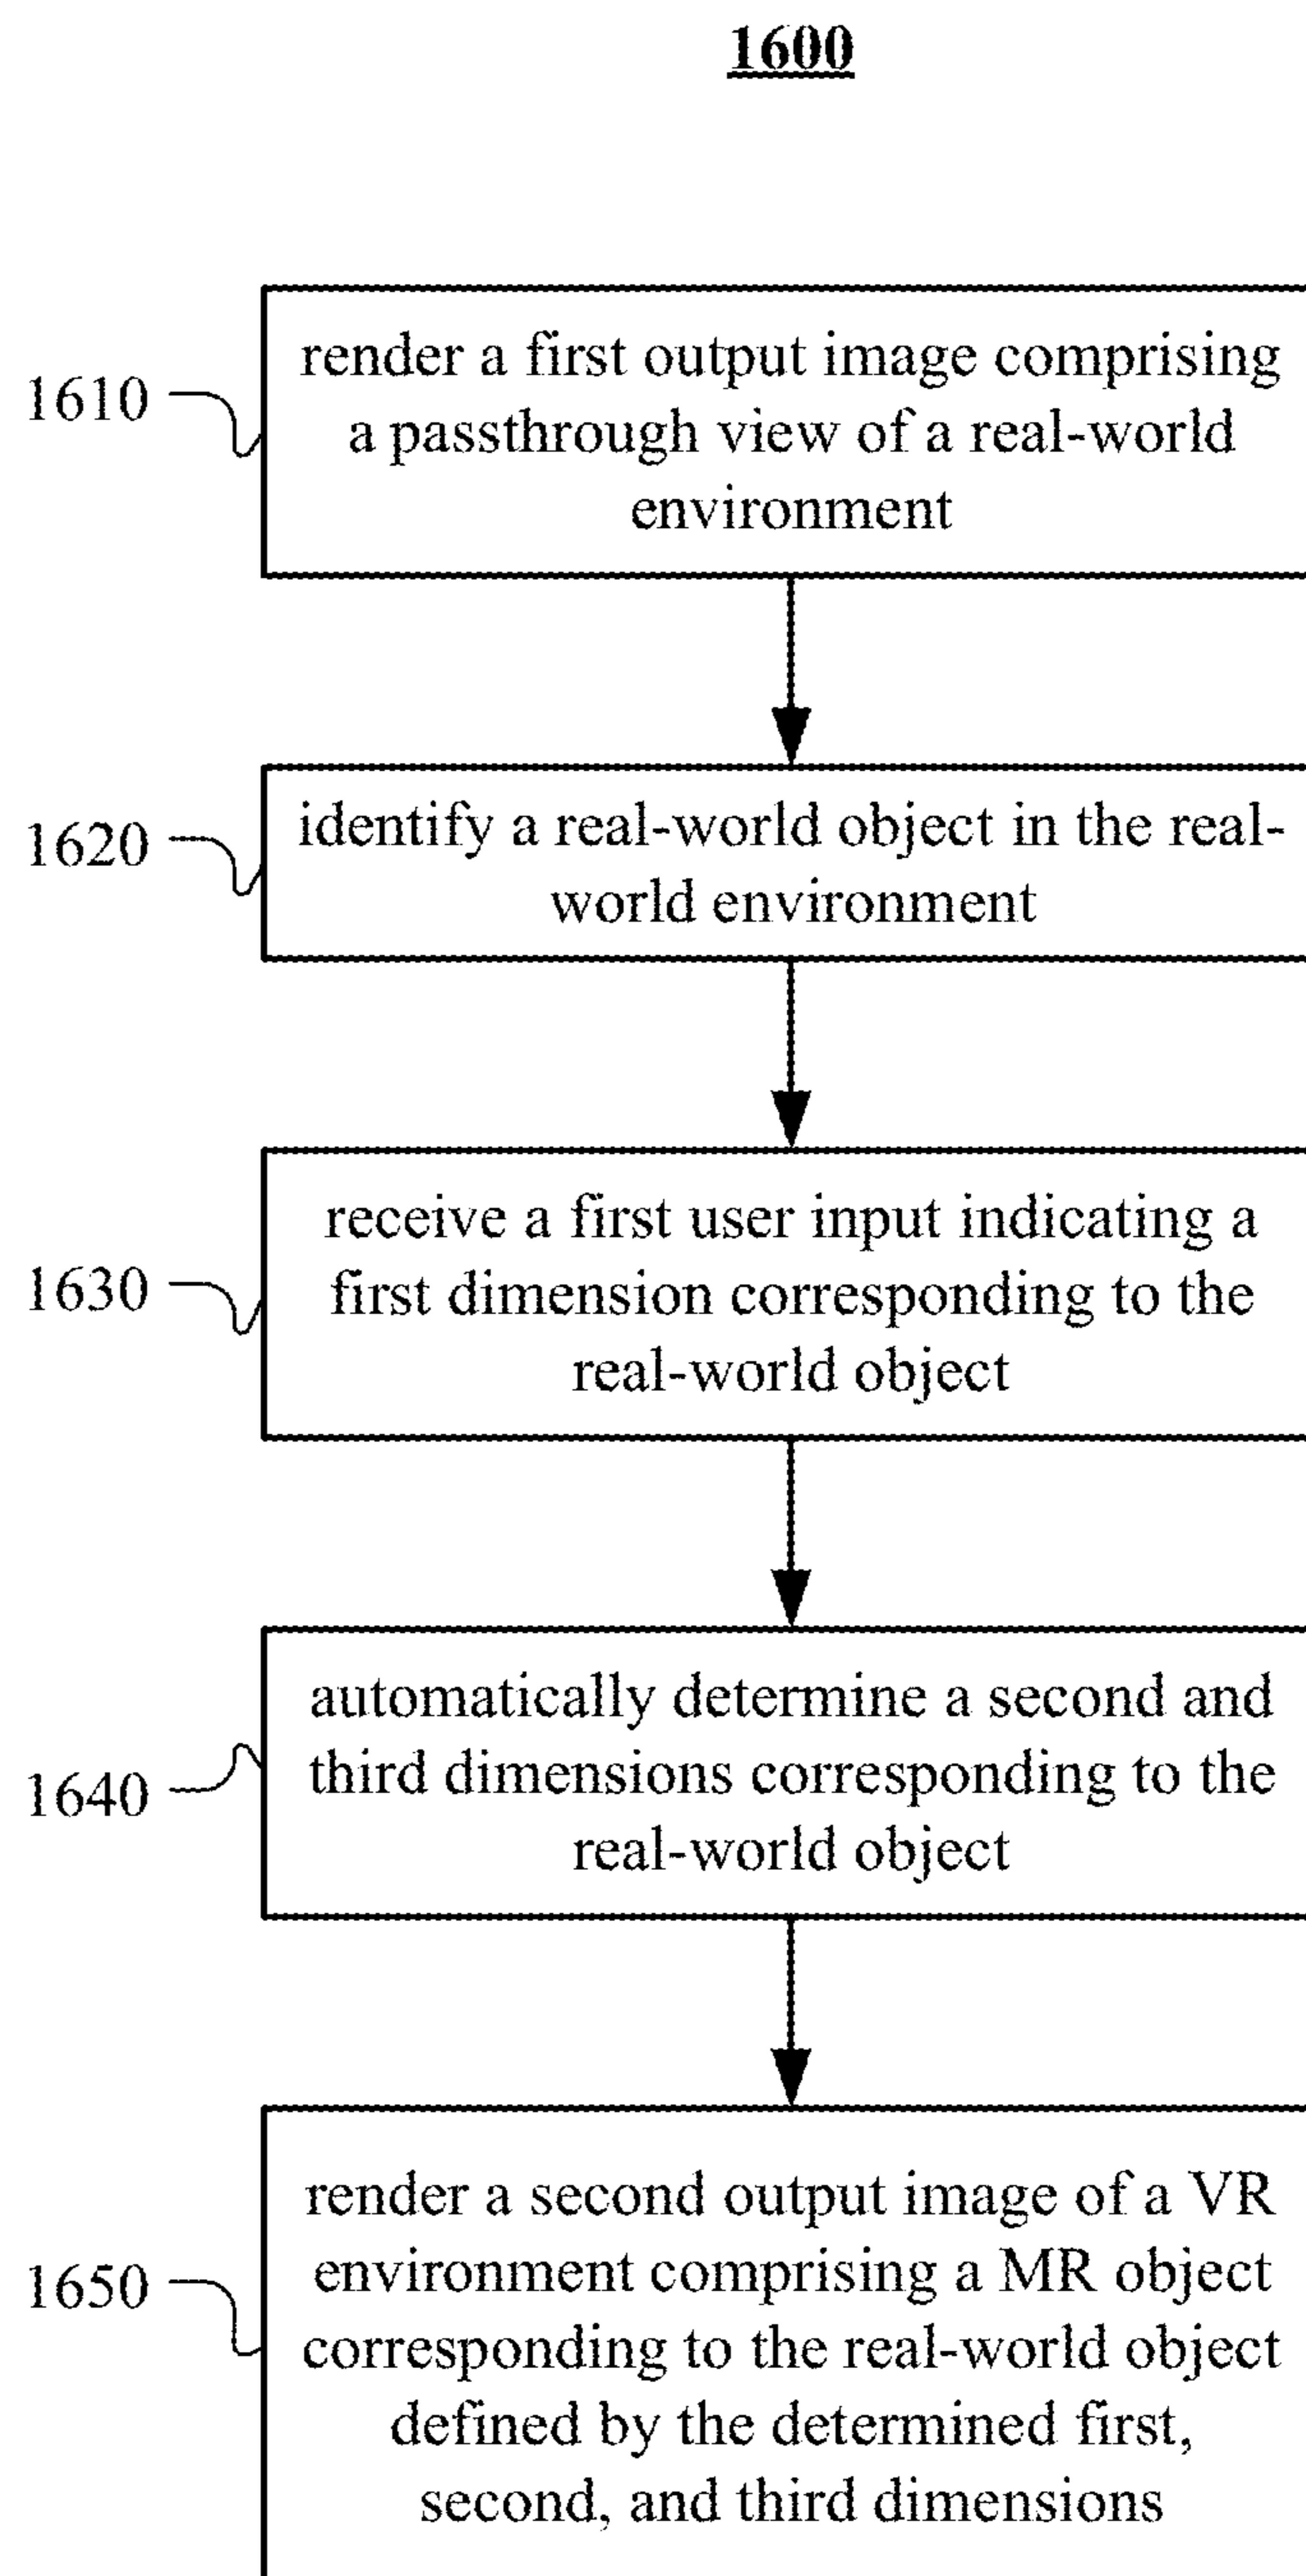 1600
1610
render a first output image comprising
a passthrough view of a real-world
environment
1620
identify a real-world object in the real-
world environment
1630
receive a first user input indicating a
first dimension corresponding to the
real-world object
1640
automatically determine a second and
third dimensions corresponding to the
real-world object
1650
render a second output image of a VR
environment comprising a MR object
corresponding to the real-world object
defined by the determined first,
second, and third dimensions